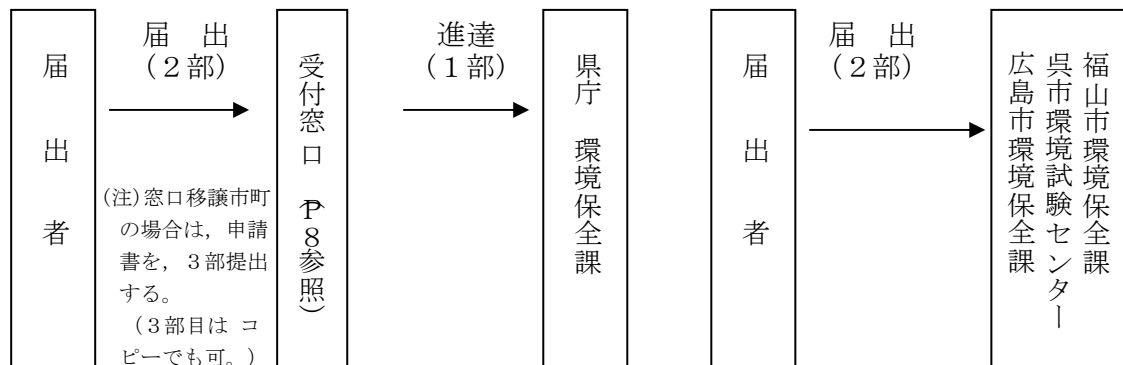 届出者
届　出
（２部）
(注)窓口移譲市町
の場合は，申請
書を，３部提出
する。
（３部目は　コ
ピーでも可。）
受付窓口（P８参照）
進達
（１部）
県庁　環境保全課
届出者
届　出
（２部）
福山市環境保全課
呉市環境試験センター
広島市環境保全課